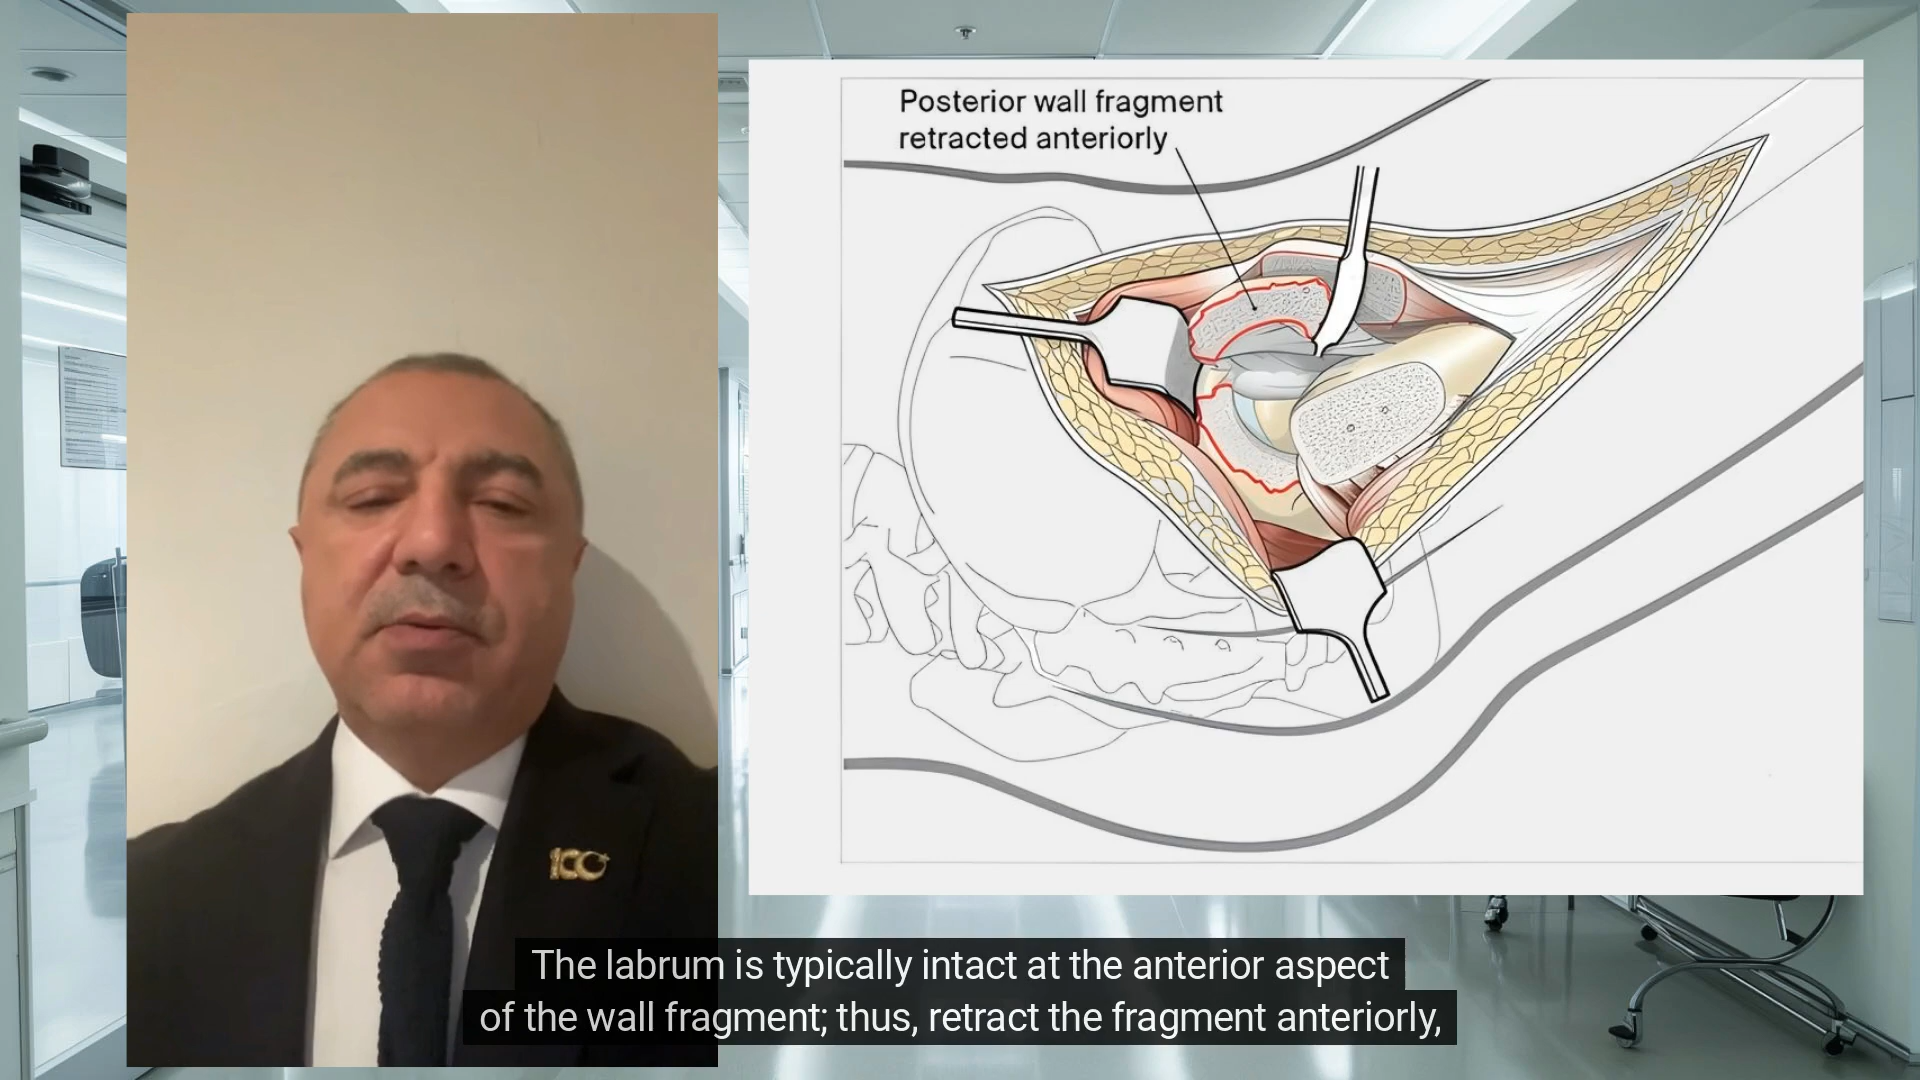 Posterior wall fragment
retracted anteriorly
100
The labrum is typically intact at the anterior aspect
of the wall fragment; thus, retract the fragment anteriorly,